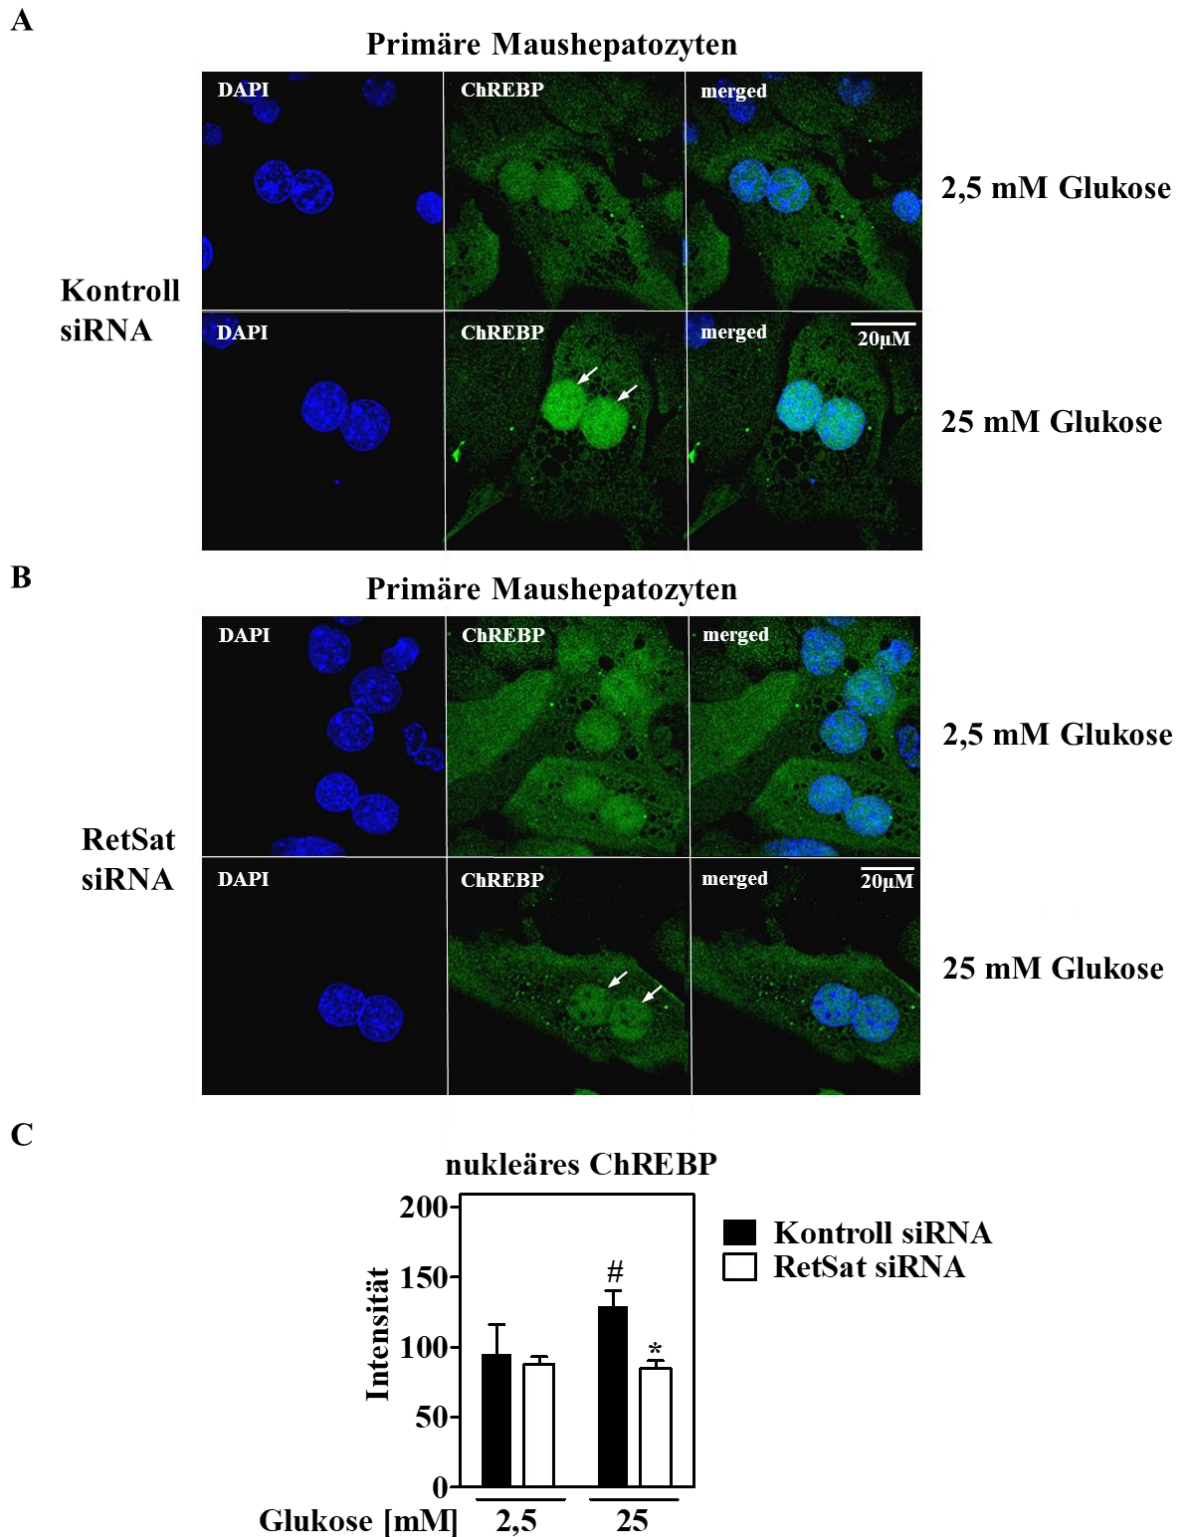 A
Primäre Maushepatozyten
DAPI
ChREBP
merged
2,5 mM Glukose
Kontroll
siRNA
DAPI
ChREBP
merged
20µM
25 mM Glukose
B
Primäre Maushepatozyten
DAPI
ChREBP
merged
2,5 mM Glukose
RetSat
siRNA
DAPI
ChREBP
merged
20µM
25 mM Glukose
C
nukleäres ChREBP
200
150
100
50
0
Intensität
#
*
Kontroll siRNA
RetSat siRNA
Glukose [mM] 2,5 25